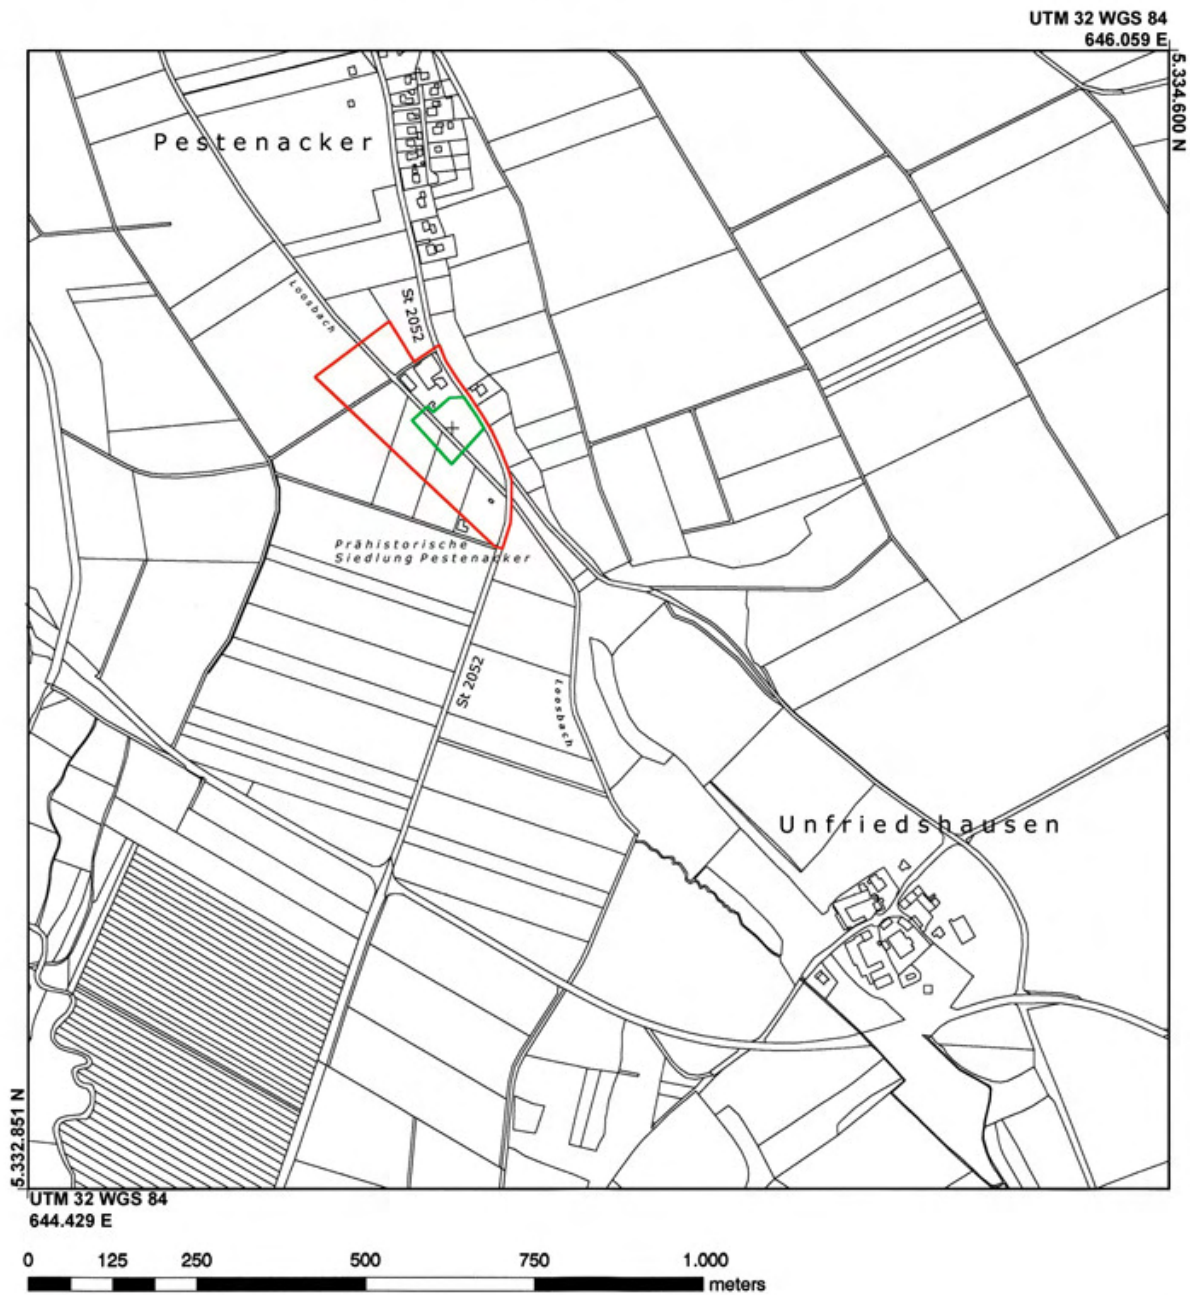 UTM 32 WGS 84
646.059 E
5.334.600 N
Pestenacker
Loosbach
St 2052
Prähistorische
Siedlung Pestenacker
St 2052
Loosbach
Unfriedshausen
5.332.851 N
UTM 32 WGS 84
644.429 E
0 125 250 500 750 1.000
meters